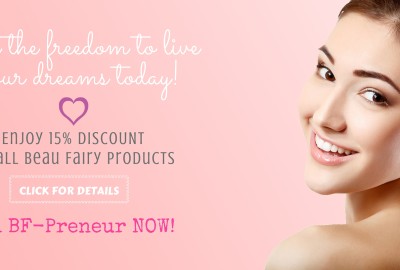 the freedom to live
our dreams today!
ENJOY 15% DISCOUNT
all Beau Fairy Products
CLICK FOR DETAILS
BF-Preneur NOW!